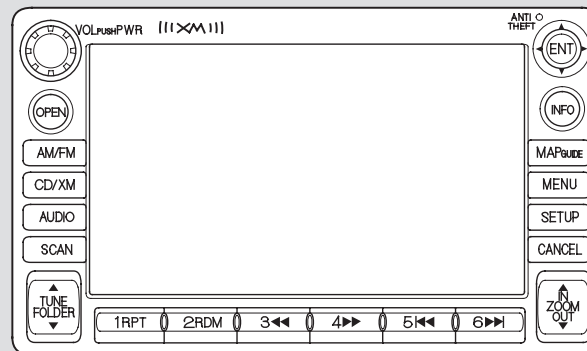 VOL PUSH PWR
XM
ANTI
THEFT
ENT
OPEN
INFO
AM/FM
MAP GUIDE
CD/XM
MENU
AUDIO
SETUP
SCAN
CANCEL
TUNE
FOLDER
IN
ZOOM
OUT
1RPT
2RDM
3◀◀
4▶▶
5|◀◀
6▶▶|